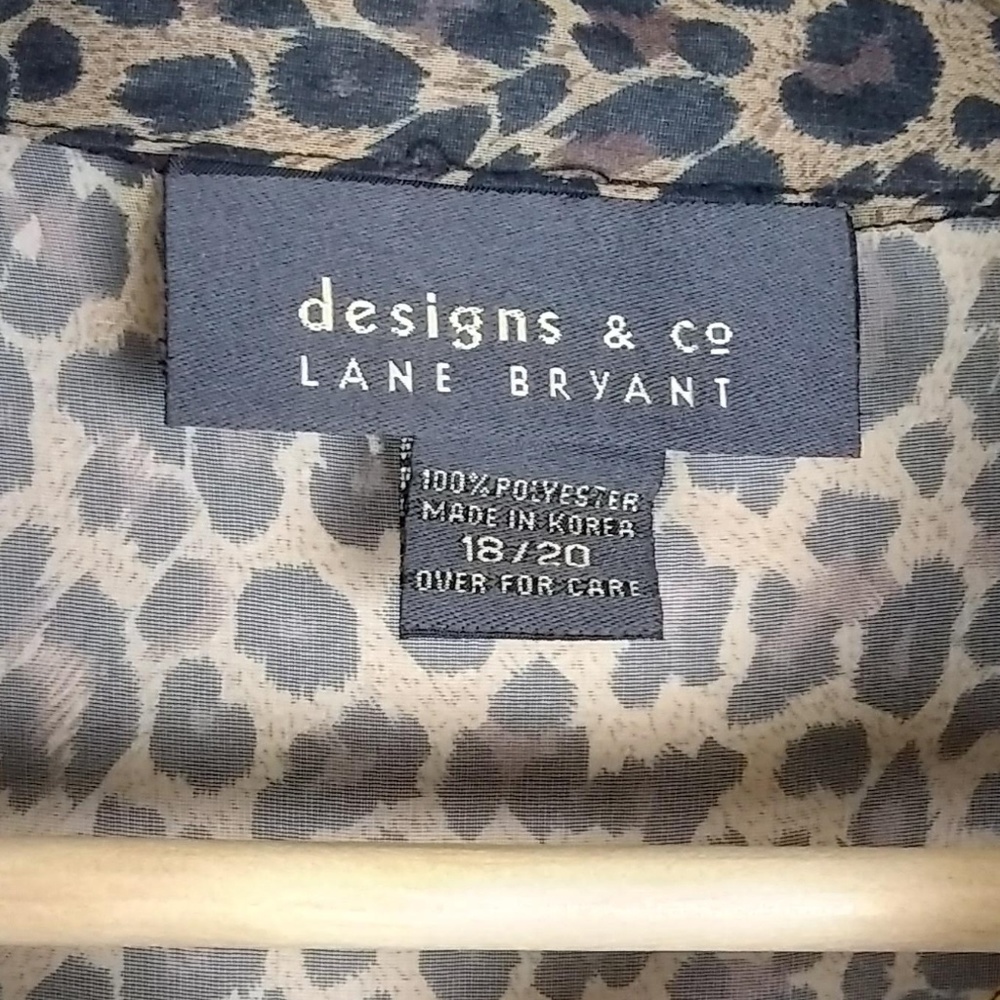 designs & co
LANE BRYANT
100% POLYESTER
MADE IN KOREA
18/20
OVER FOR CARE